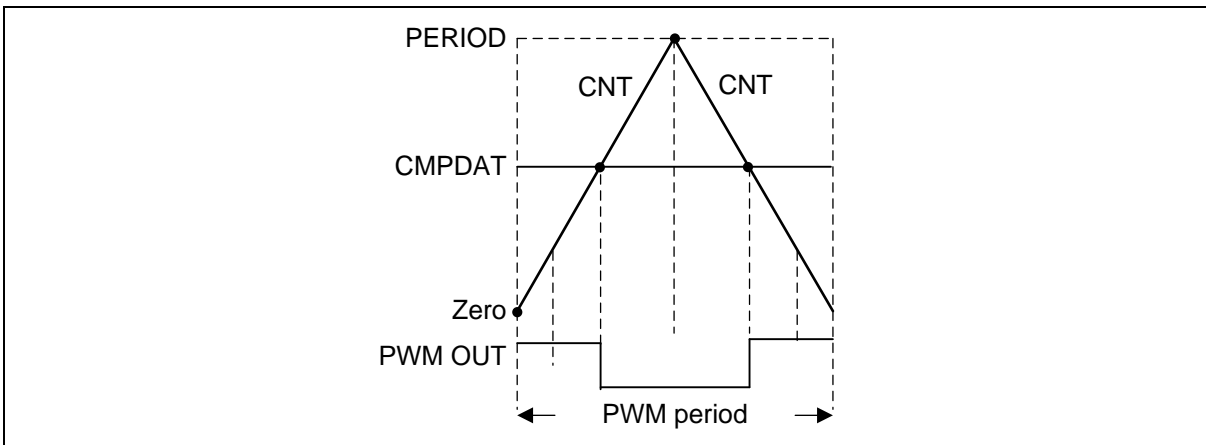 PERIOD
CNT CNT
CMPDAT
Zero
PWM OUT
PWM period